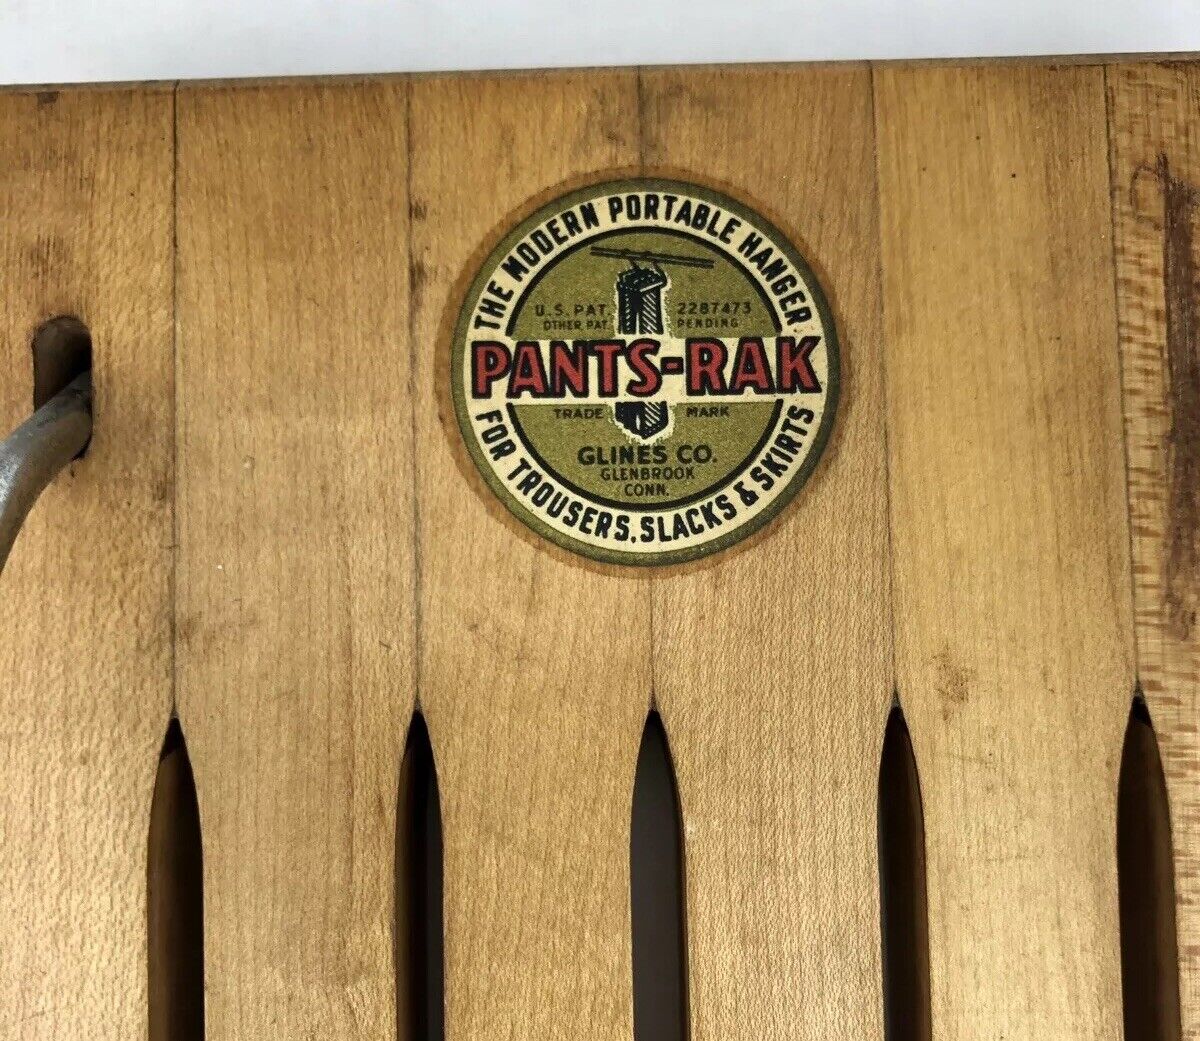 THE MODERN PORTABLE HANGER
U.S. PAT. 2287473
OTHER PAT. PENDING
PANTS-RAK
TRADE MARK
GLINES CO.
GLENBROOK
CONN.
FOR TROUSERS, SLACKS & SKIRTS